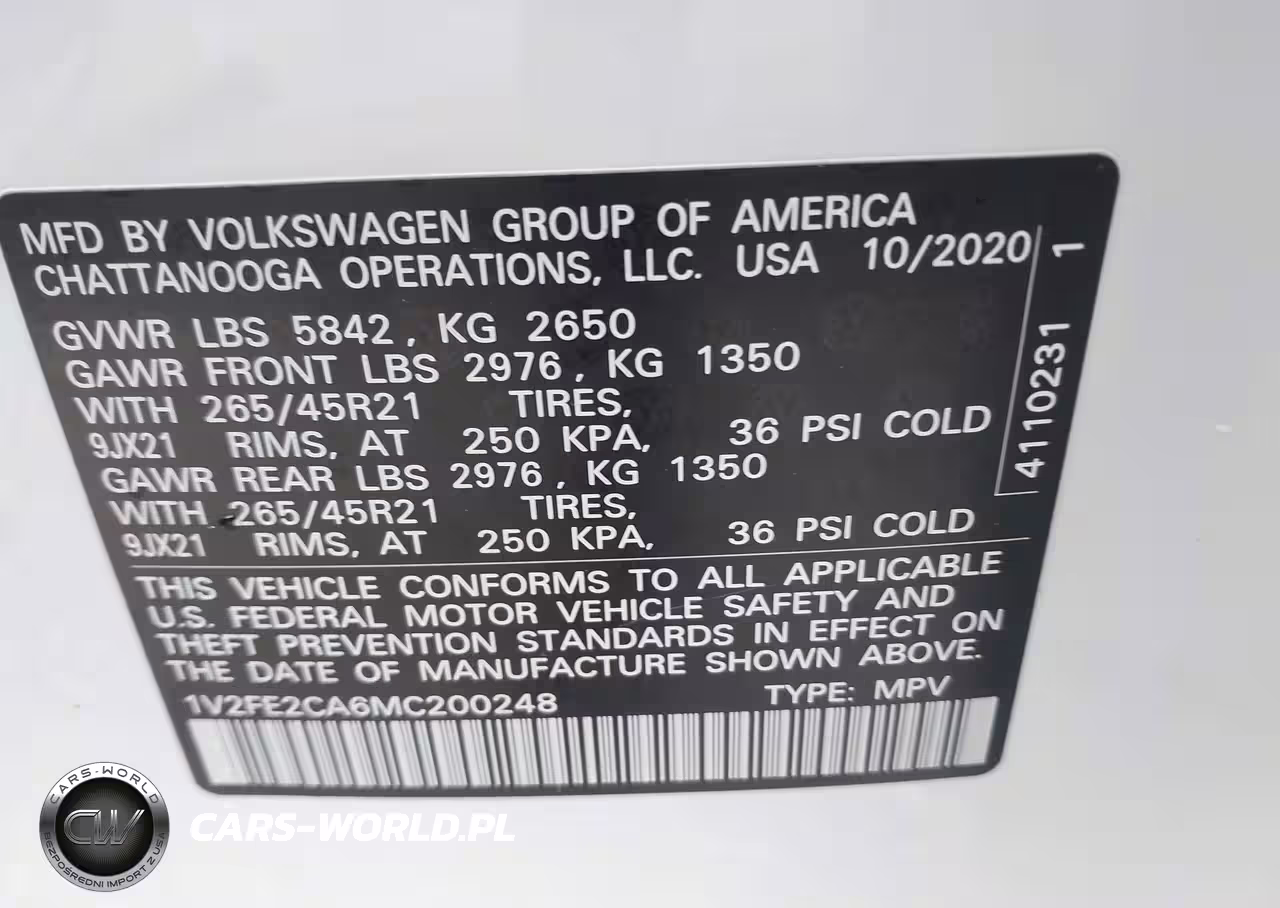 MFD BY VOLKSWAGEN GROUP OF AMERICA
CHATTANOOGA OPERATIONS, LLC. USA 10/2020
GVWR LBS 5842, KG 2650
GAWR FRONT LBS 2976, KG 1350
WITH 265/45R21 TIRES,
9JX21 RIMS, AT 250 KPA, 36 PSI COLD
GAWR REAR LBS 2976, KG 1350
WITH 265/45R21 TIRES,
9JX21 RIMS, AT 250 KPA, 36 PSI COLD
4110231 1
THIS VEHICLE CONFORMS TO ALL APPLICABLE
U.S. FEDERAL MOTOR VEHICLE SAFETY AND
THEFT PREVENTION STANDARDS IN EFFECT ON
THE DATE OF MANUFACTURE SHOWN ABOVE.
1V2FE2CA6MC200248 TYPE: MPV
CARS-WORLD
CW
BEZPOŚREDNI IMPORT Z USA
CARS-WORLD.PL